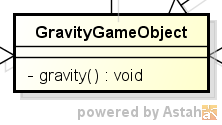 GravityGameObject
- gravity() : void
powered by Astah